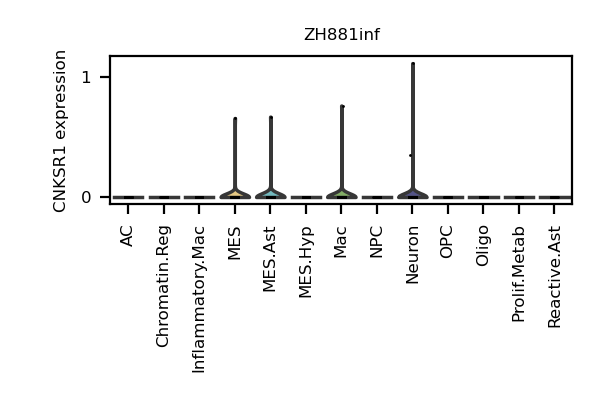 ZH881inf
CNKSR1 expression
1
0
AC
Chromatin.Reg
Inflammatory.Mac
MES
MES.Ast
MES.Hyp
Mac
NPC
Neuron
OPC
Oligo
Prolif.Metab
Reactive.Ast